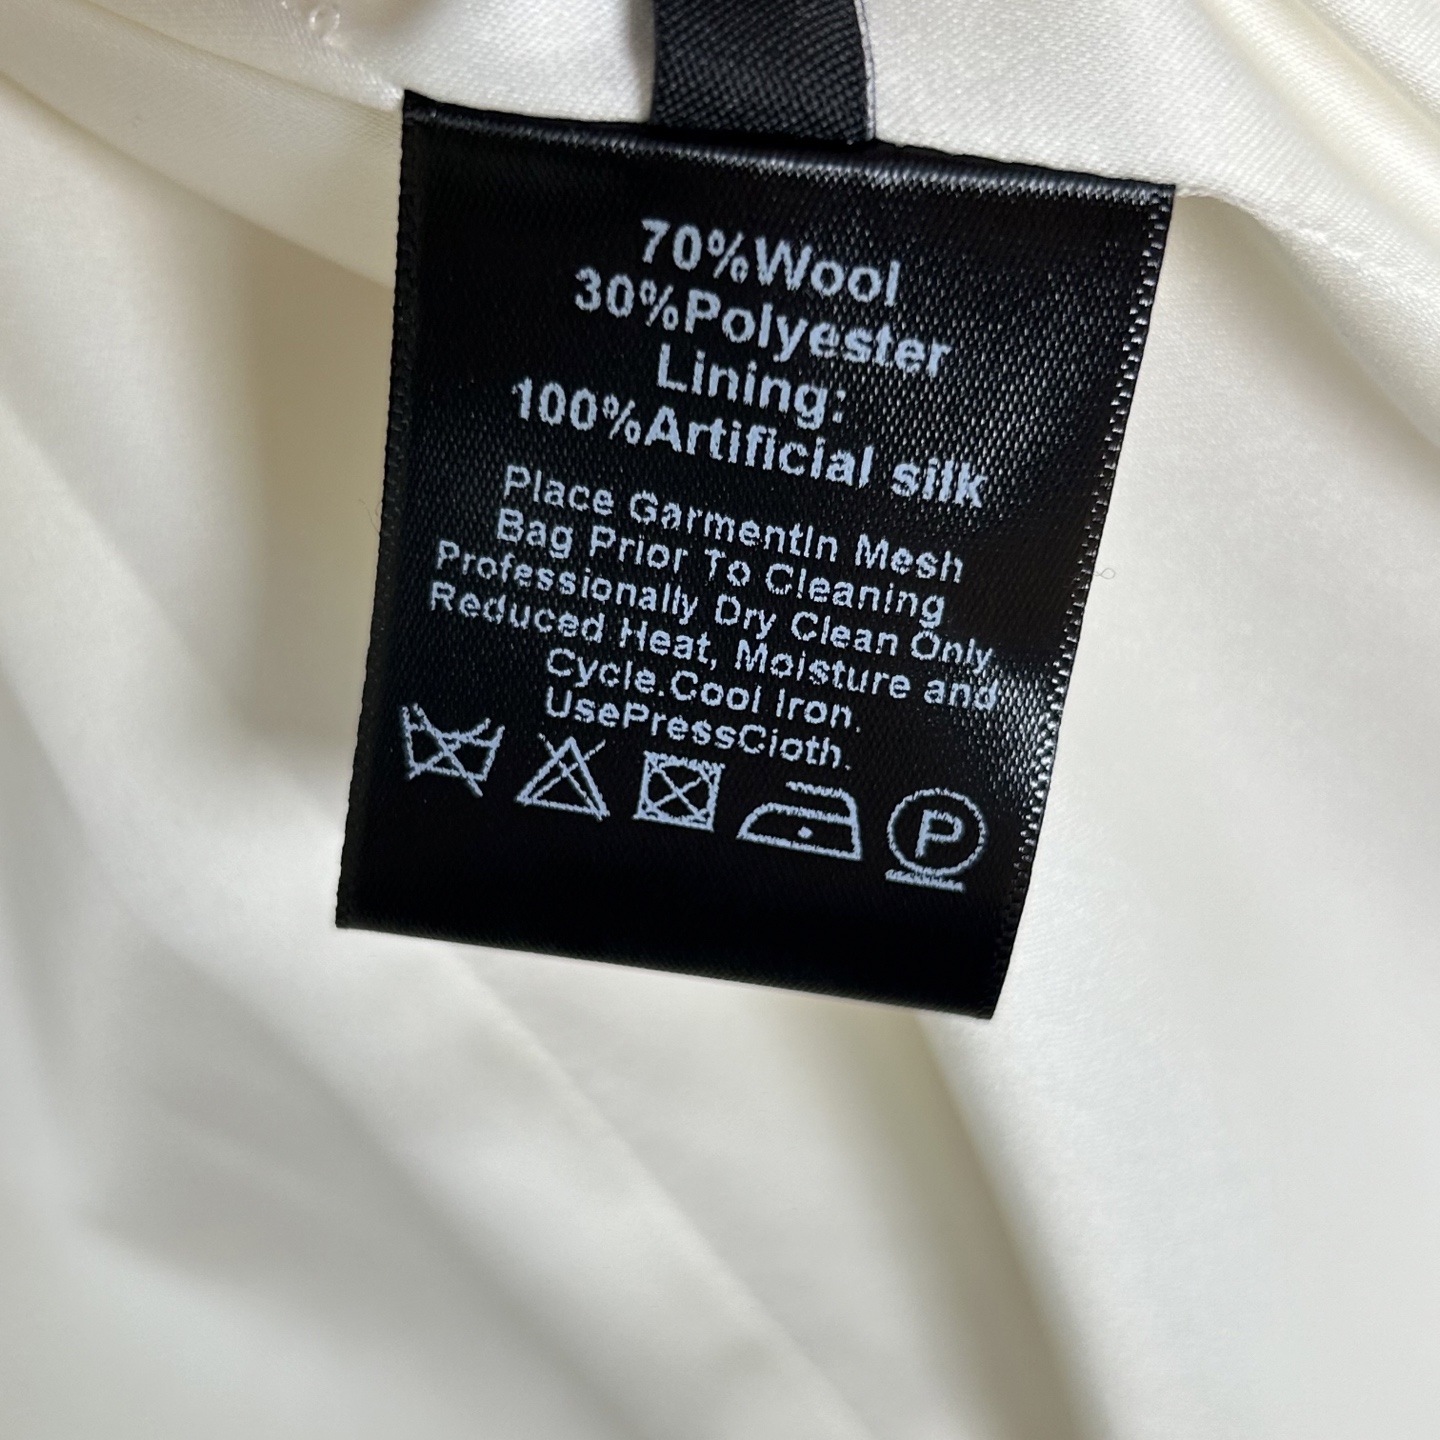 70%Wool
30%Polyester
Lining:
100%Artificial silk
Place GarmentIn Mesh
Bag Prior To Cleaning
Professionally Dry Clean Only.
Reduced Heat, Moisture and
Cycle.Cool Iron.
UsePressCloth.
P